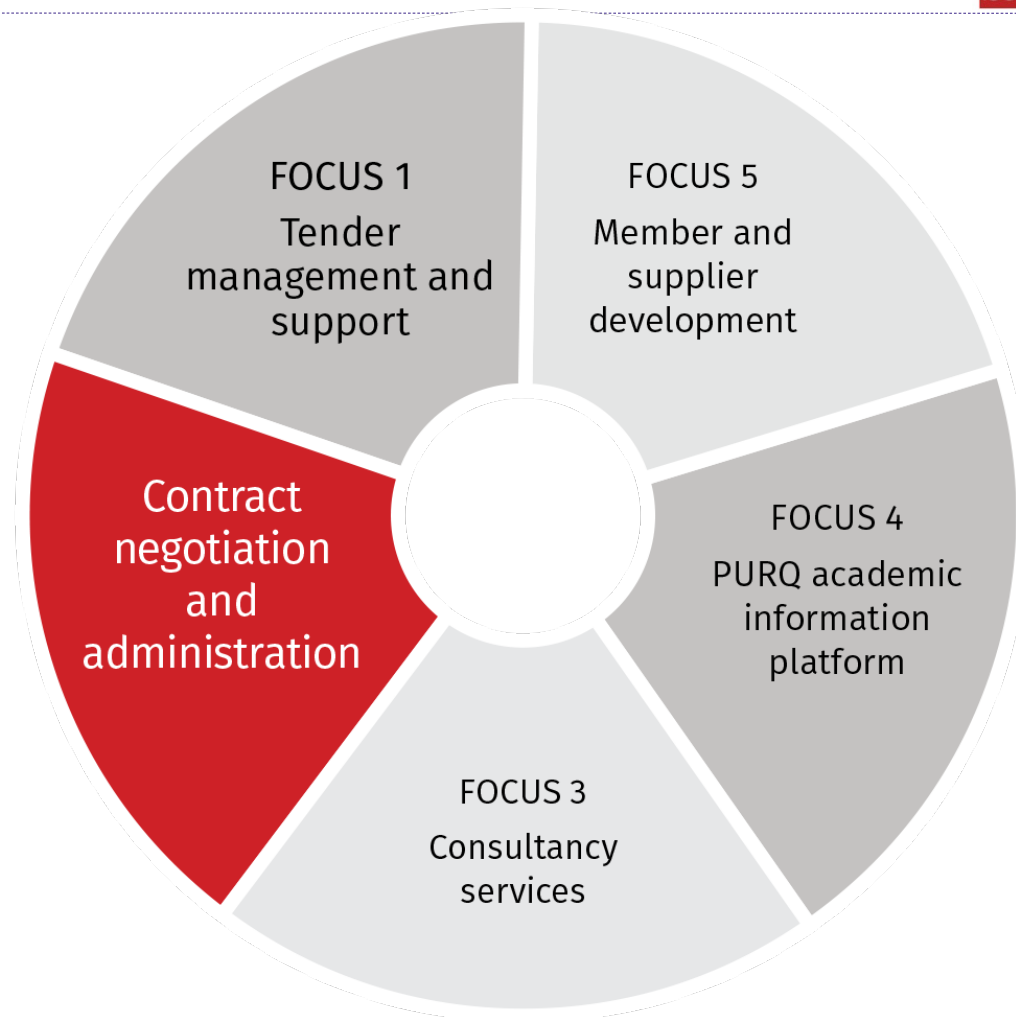 FOCUS 1
Tender
management and
support
FOCUS 5
Member and
supplier
development
Contract
negotiation
and
administration
FOCUS 4
PURQ academic
information
platform
FOCUS 3
Consultancy
services